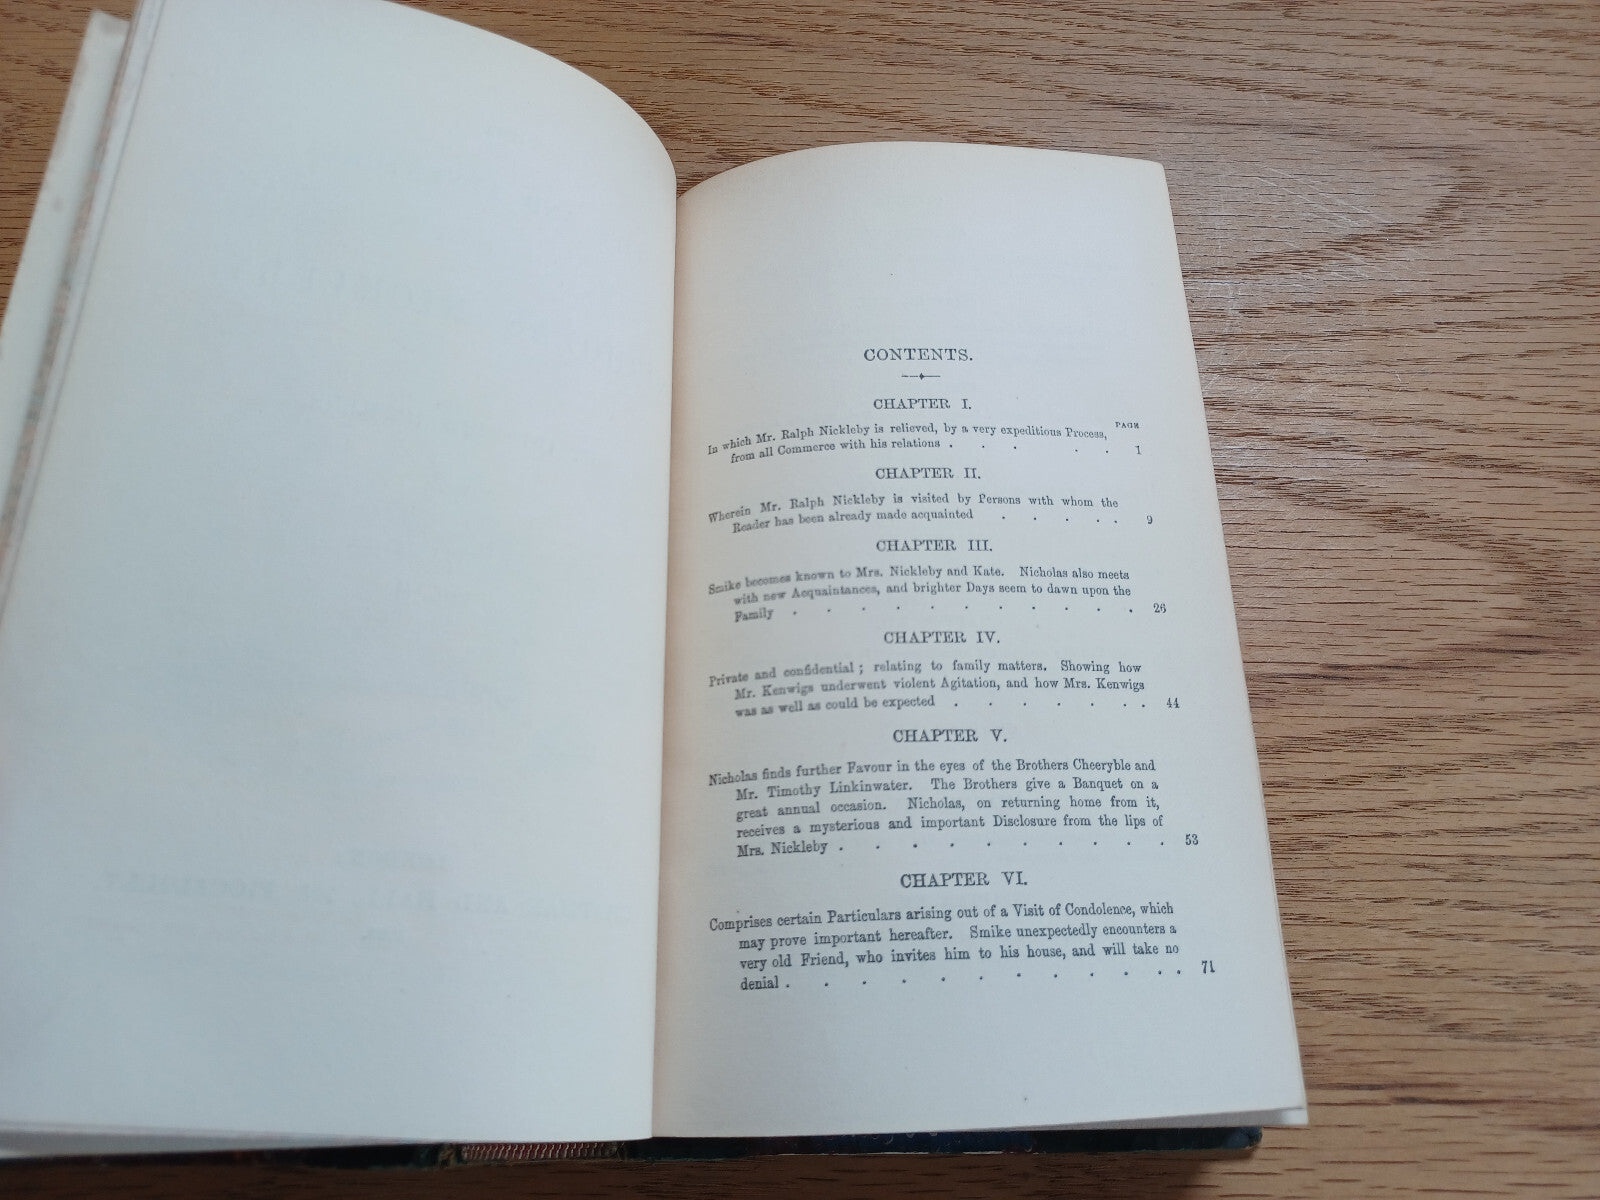 CONTENTS.
CHAPTER I.
PAGE
In which Mr. Ralph Nickleby is relieved, by a very expeditious Process,
from all Commerce with his relations . . . . . 1
CHAPTER II.
Wherein Mr. Ralph Nickleby is visited by Persons with whom the
Reader has been already made acquainted . . . . . 9
CHAPTER III.
Smike becomes known to Mrs. Nickleby and Kate. Nicholas also meets
with new Acquaintances, and brighter Days seem to dawn upon the
Family . . . . . . . . . . . 26
CHAPTER IV.
Private and confidential ; relating to family matters. Showing how
Mr. Kenwigs underwent violent Agitation, and how Mrs. Kenwigs
was as well as could be expected . . . . . . . 44
CHAPTER V.
Nicholas finds further Favour in the eyes of the Brothers Cheeryble and
Mr. Timothy Linkinwater. The Brothers give a Banquet on a
great annual occasion. Nicholas, on returning home from it,
receives a mysterious and important Disclosure from the lips of
Mrs. Nickleby . . . . . . . . . . 53
CHAPTER VI.
Comprises certain Particulars arising out of a Visit of Condolence, which
may prove important hereafter. Smike unexpectedly encounters a
very old Friend, who invites him to his house, and will take no
denial . . . . . . . . . . . . 71